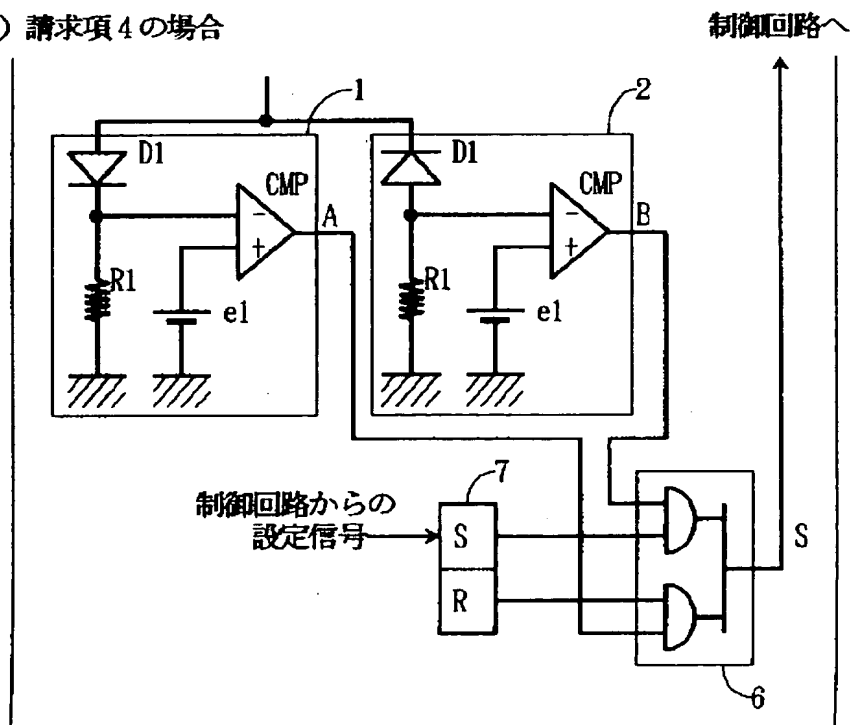 ) 請求項4の場合
制御回路へ
1
2
D1
CMP
A
R1
e1
-
+
D1
CMP
B
R1
e1
-
+
制御回路からの
設定信号
7
S
R
S
6